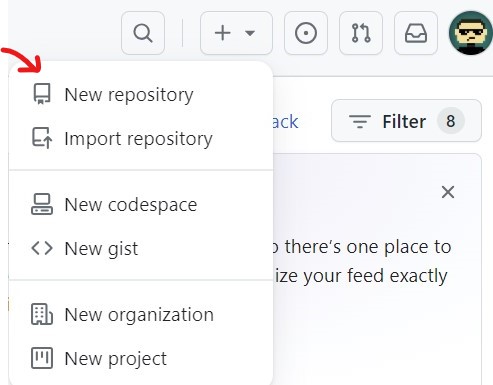 New repository
Import repository
ack
Filter 8
New codespace
New gist
o there's one place to
ize your feed exactly
New organization
New project